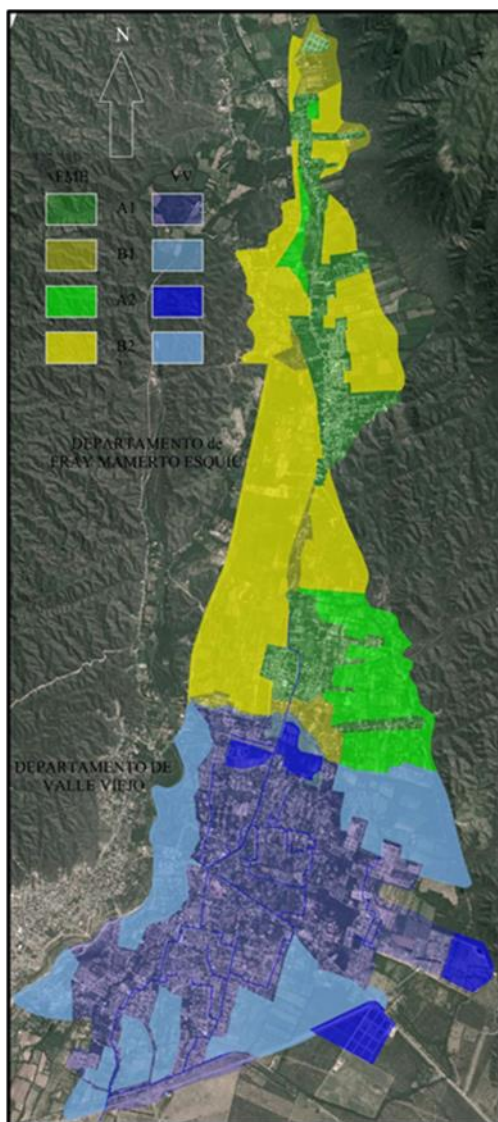 N
FME VV
A1
B1
A2
B2
DEPARTAMENTO de
FRAY MAMERTO ESQUIÚ
DEPARTAMENTO DE
VALLE VIEJO